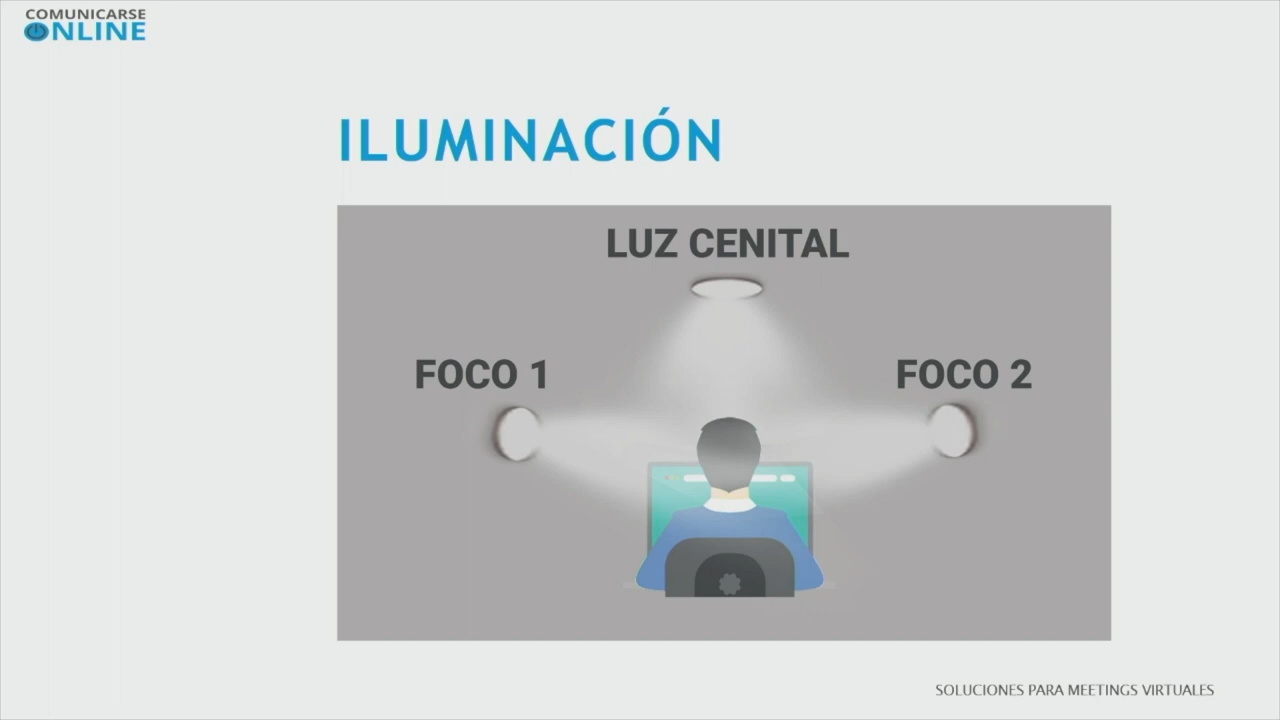 COMUNICARSE
ONLINE
ILUMINACIÓN
LUZ CENITAL
FOCO 1
FOCO 2
SOLUCIONES PARA MEETINGS VIRTUALES